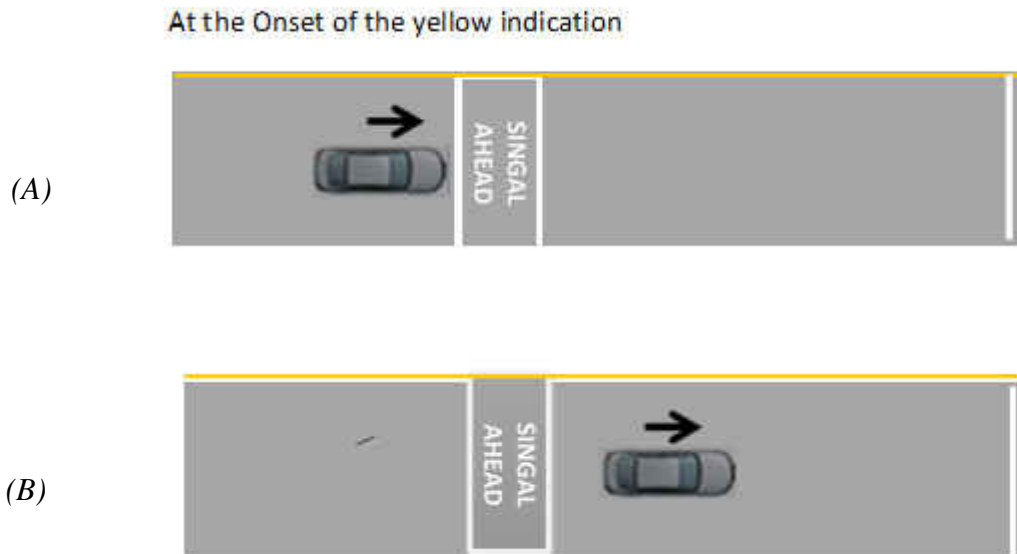 At the Onset of the yellow indication
(A)
SINGAL
AHEAD
(B)
SINGAL
AHEAD